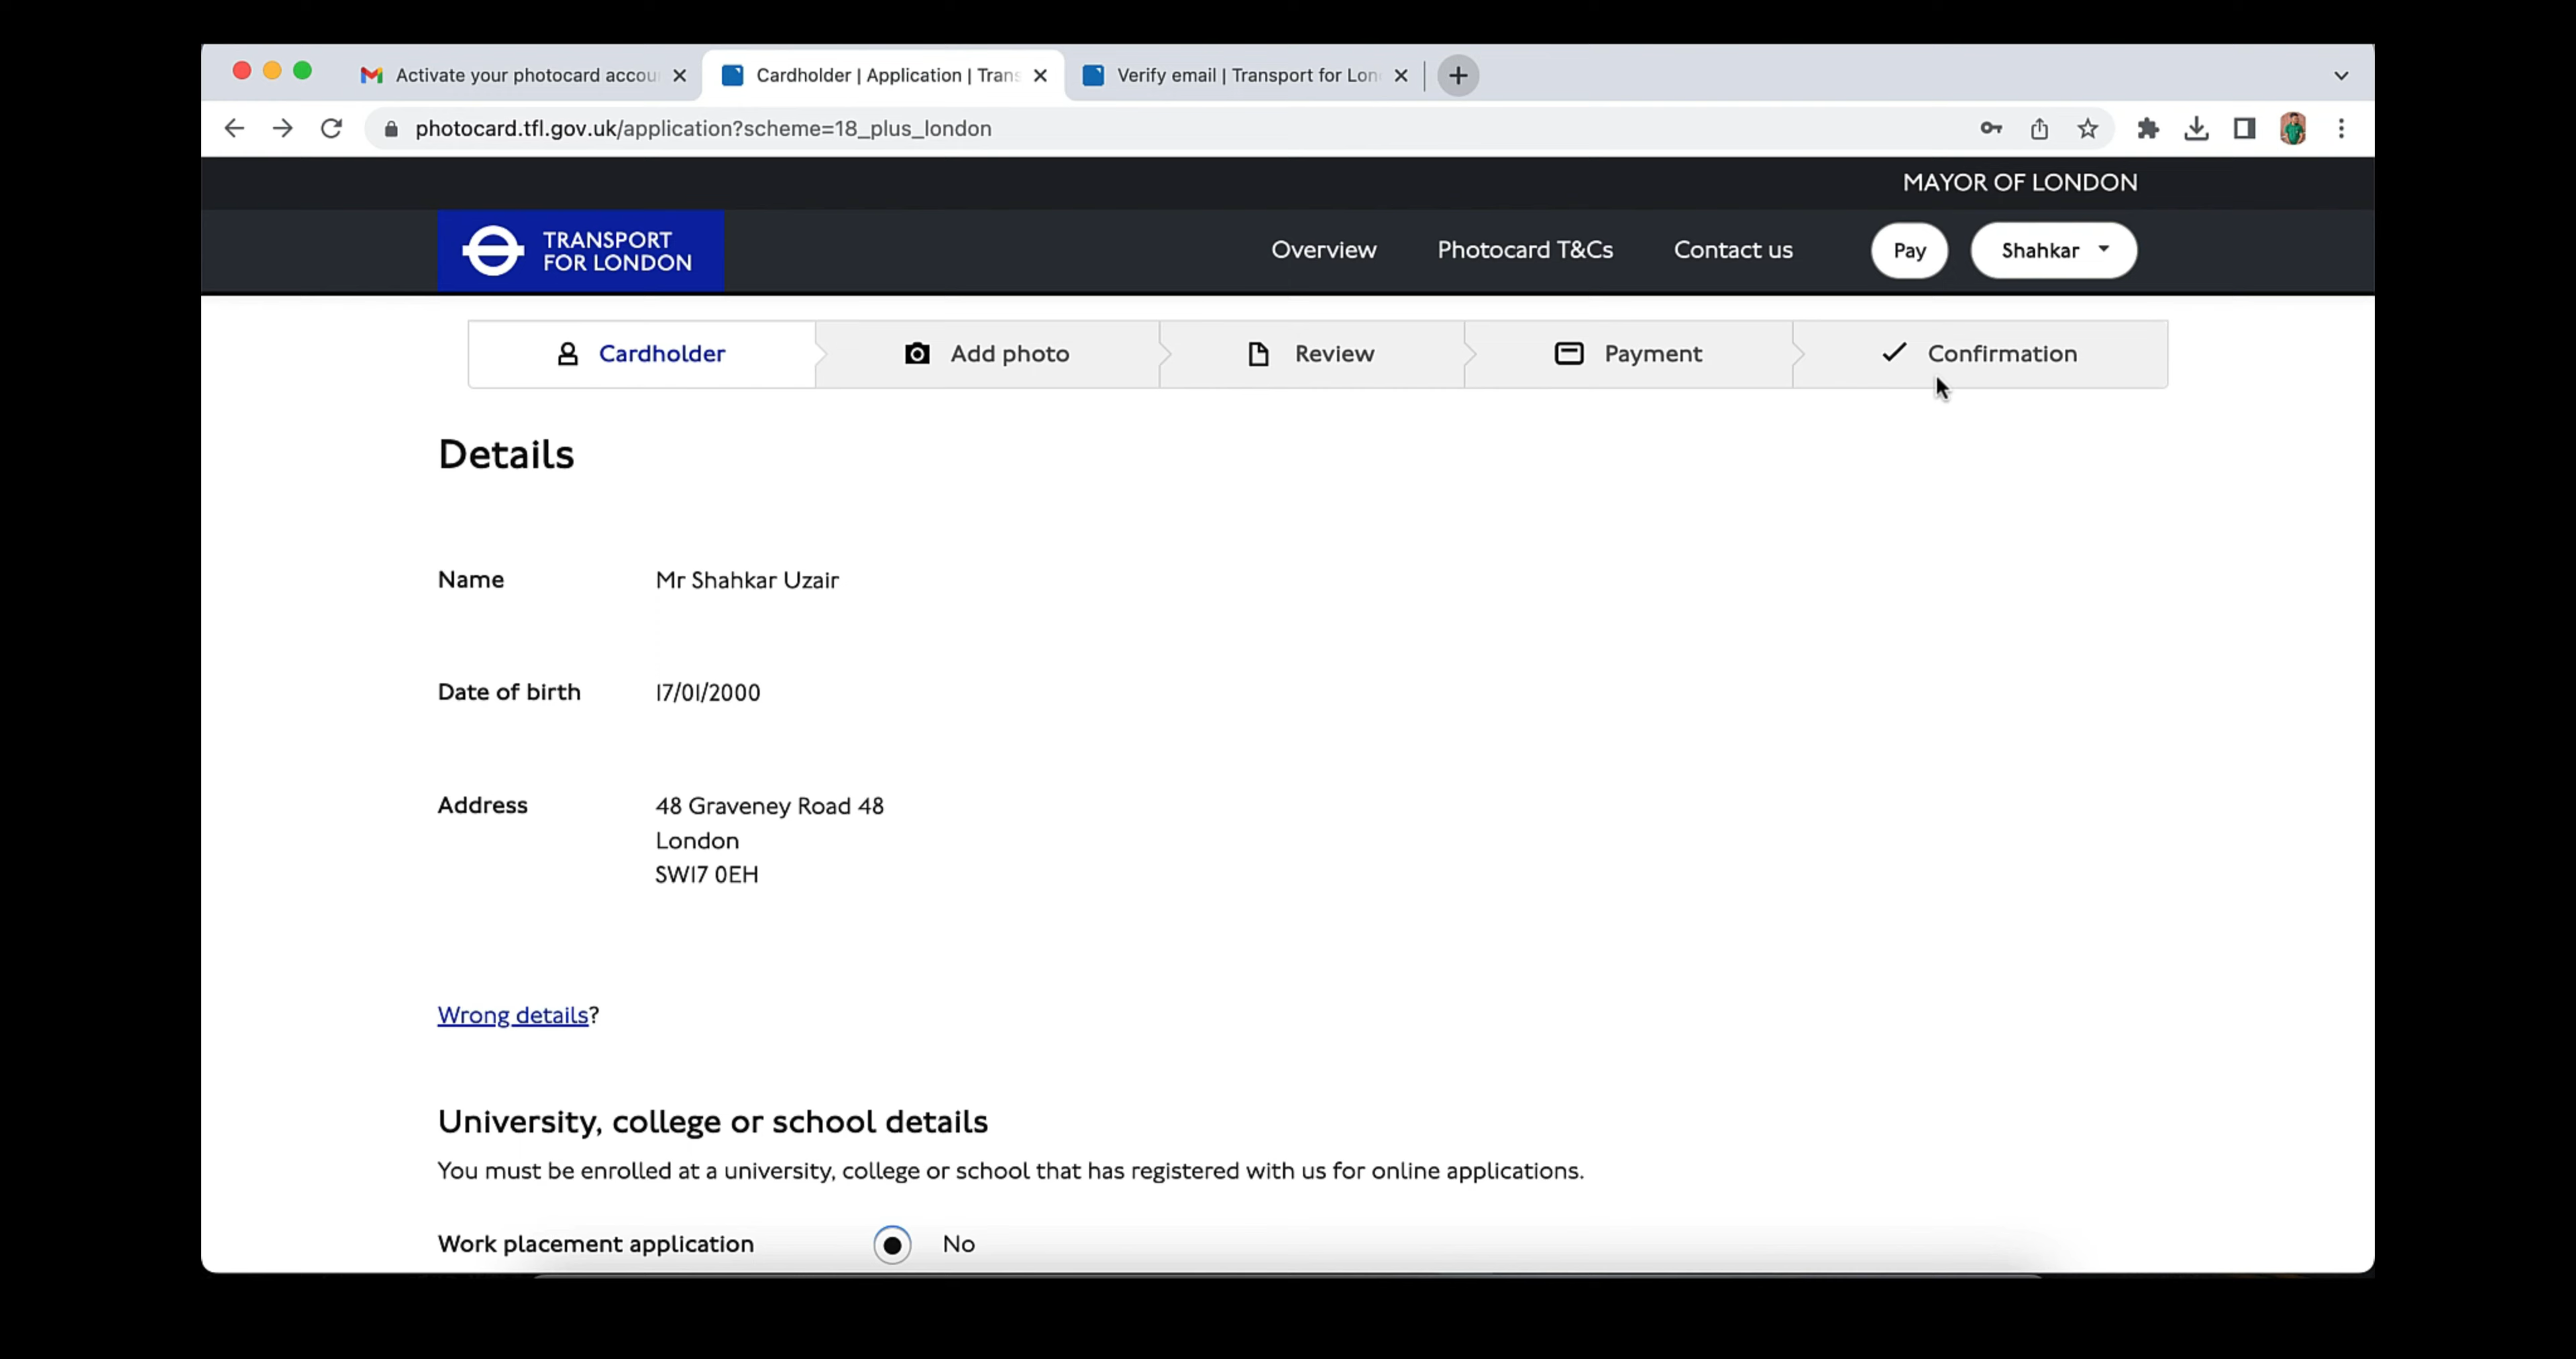 Activate your photocard accou
Cardholder | Application | Trans
Verify email | Transport for Lon
photocard.tfl.gov.uk/application?scheme=18_plus_london
MAYOR OF LONDON
TRANSPORT
FOR LONDON
Overview
Photocard T&Cs
Contact us
Pay
Shahkar
Cardholder
Add photo
Review
Payment
Confirmation
Details
Name
Mr Shahkar Uzair
Date of birth
17/01/2000
Address
48 Graveney Road 48
London
SW17 0EH
Wrong details?
University, college or school details
You must be enrolled at a university, college or school that has registered with us for online applications.
Work placement application
No